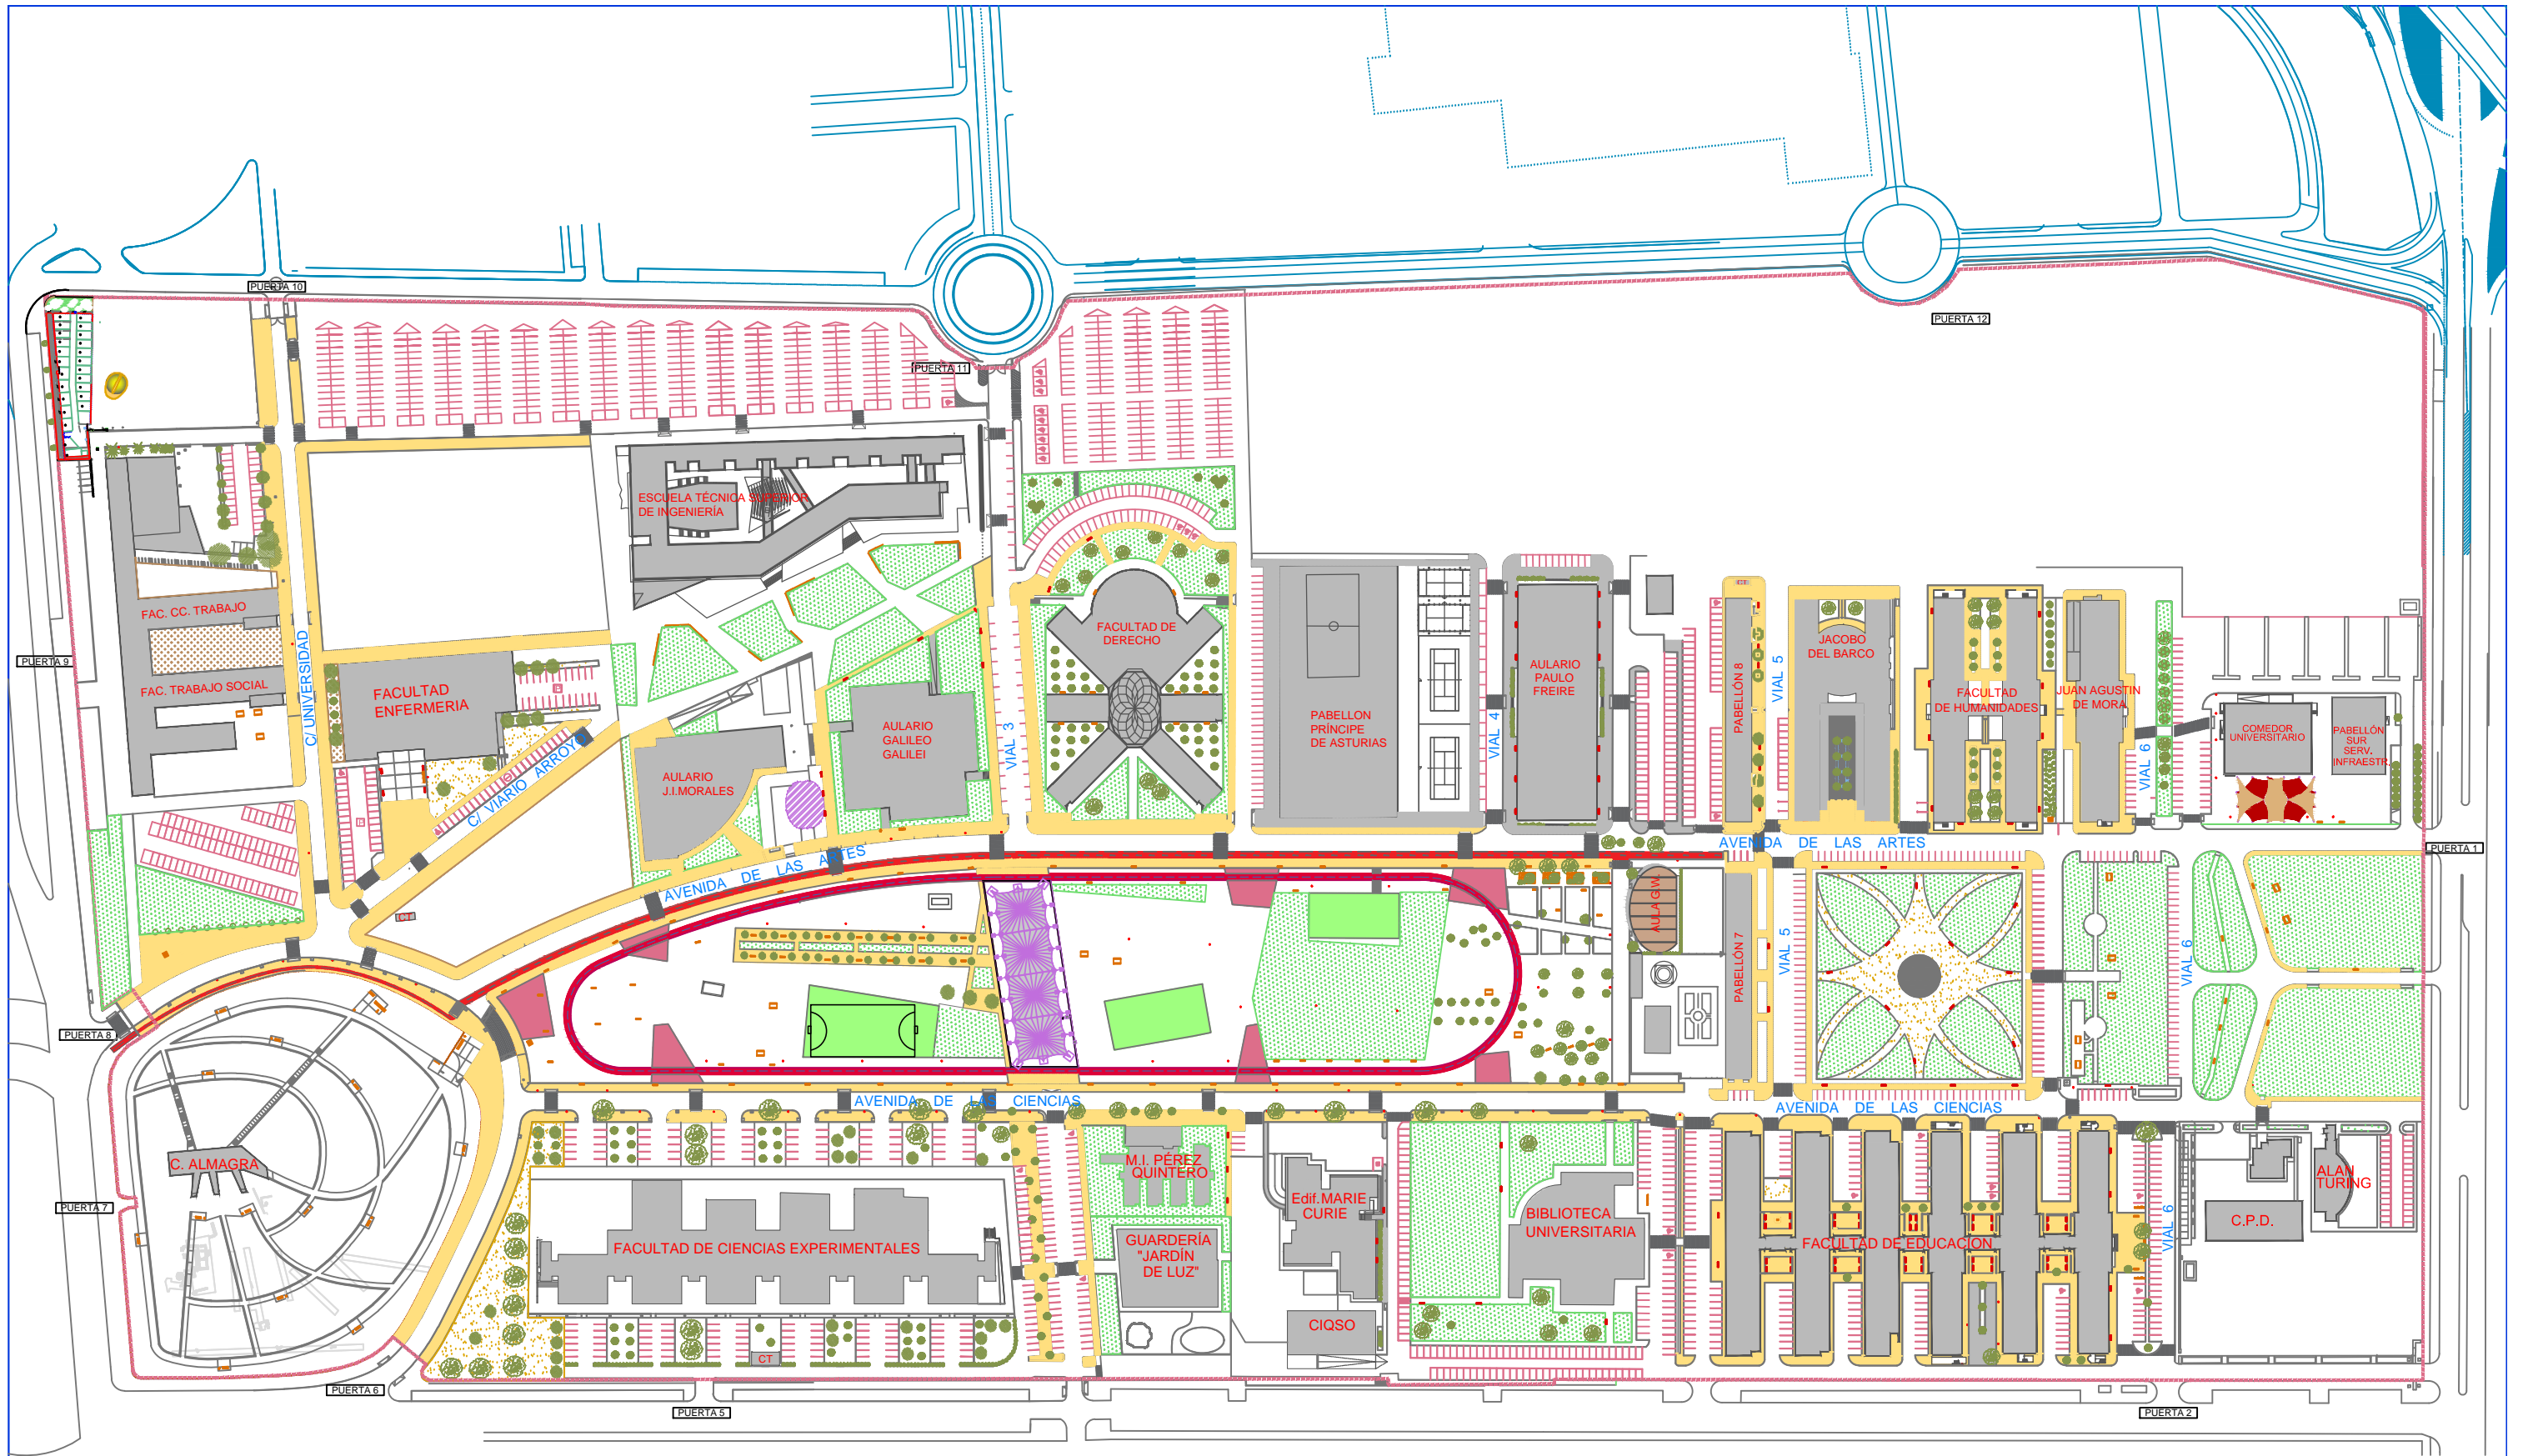 PUERTA 10
PUERTA 12
PUERTA 11
ESCUELA TÉCNICA SUPERIOR
DE INGENIERÍA
FAC. CC. TRABAJO
PUERTA 9
FAC. TRABAJO SOCIAL
C/ UNIVERSIDAD
FACULTAD
ENFERMERIA
C/ VIARIO ARROYO
AULARIO
J.I.MORALES
AULARIO
GALILEO
GALILEI
VIAL 3
FACULTAD DE
DERECHO
PABELLON
PRÍNCIPE
DE ASTURIAS
VIAL 4
AULARIO
PAULO
FREIRE
PABELLÓN 8
CT
VIAL 5
JACOBO
DEL BARCO
FACULTAD
DE HUMANIDADES
JUAN AGUSTIN
DE MORA
VIAL 6
COMEDOR
UNIVERSITARIO
PABELLÓN
SUR
SERV.
INFRAESTR.
AVENIDA DE LAS ARTES
AVENIDA DE LAS ARTES
PUERTA 1
CT
AULA G.W.
PABELLÓN 7
VIAL 5
VIAL 6
PUERTA 8
AVENIDA DE LAS CIENCIAS
AVENIDA DE LAS CIENCIAS
C. ALMAGRA
PUERTA 7
M.I. PÉREZ
QUINTERO
Edif.MARIE
CURIE
BIBLIOTECA
UNIVERSITARIA
ALAN
TURING
C.P.D.
VIAL 6
FACULTAD DE CIENCIAS EXPERIMENTALES
GUARDERÍA
"JARDÍN
DE LUZ"
FACULTAD DE EDUCACION
CIQSO
CT
PUERTA 6
PUERTA 5
PUERTA 2